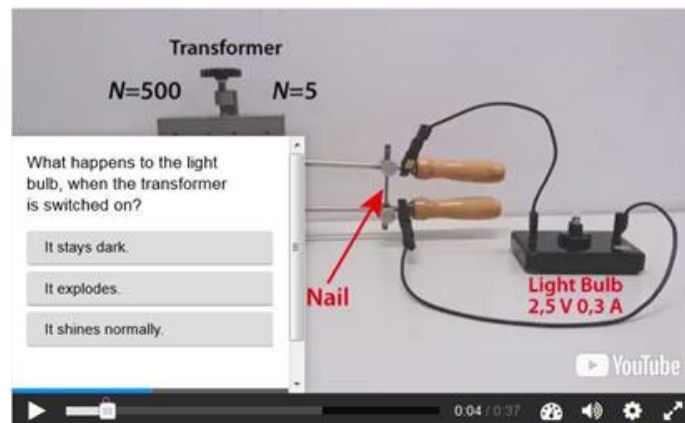 Transformer
N=500 N=5
What happens to the light
bulb, when the transformer
is switched on?
It stays dark.
It explodes.
It shines normally.
Nail
Light Bulb
2,5 V 0,3 A
YouTube
0:04 / 0:37